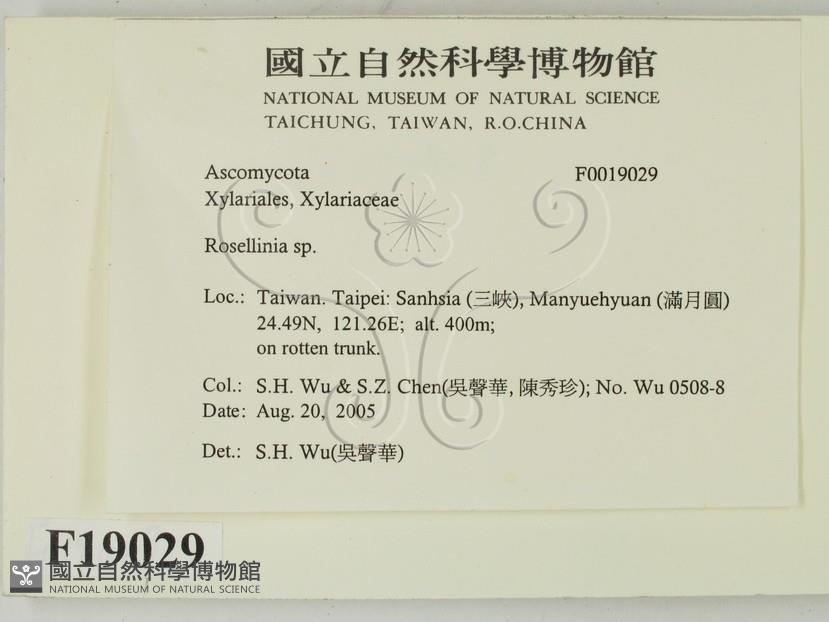 國立自然科學博物館
NATIONAL MUSEUM OF NATURAL SCIENCE
TAICHUNG, TAIWAN, R.O.CHINA
Ascomycota F0019029
Xylariales, Xylariaceae
Rosellinia sp.
Loc.: Taiwan. Taipei: Sanhsia (三峽), Manyuehyuan (滿月圓)
24.49N, 121.26E; alt. 400m;
on rotten trunk.
Col.: S.H. Wu & S.Z. Chen(吳聲華, 陳秀珍); No. Wu 0508-8
Date: Aug. 20, 2005
Det.: S.H. Wu(吳聲華)
F19029
國立自然科學博物館
NATIONAL MUSEUM OF NATURAL SCIENCE